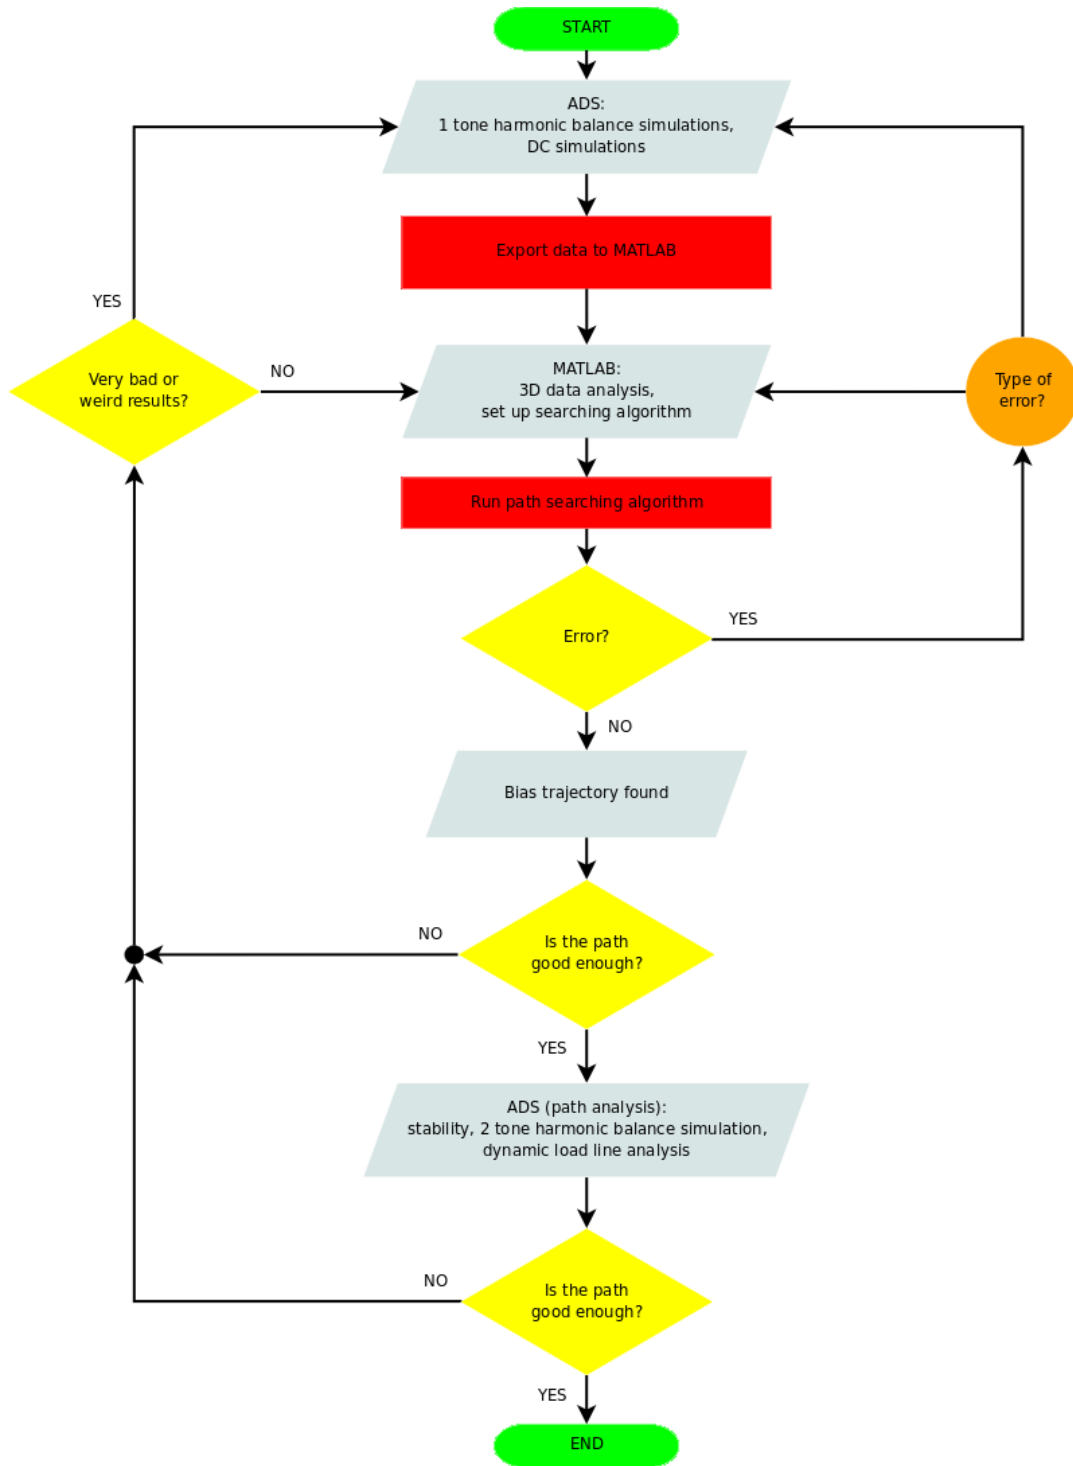 START
ADS:
1 tone harmonic balance simulations,
DC simulations
Export data to MATLAB
YES
Very bad or
weird results?
NO
MATLAB:
3D data analysis,
set up searching algorithm
Type of
error?
Run path searching algorithm
Error?
YES
NO
Bias trajectory found
Is the path
good enough?
NO
YES
ADS (path analysis):
stability, 2 tone harmonic balance simulation,
dynamic load line analysis
Is the path
good enough?
NO
YES
END